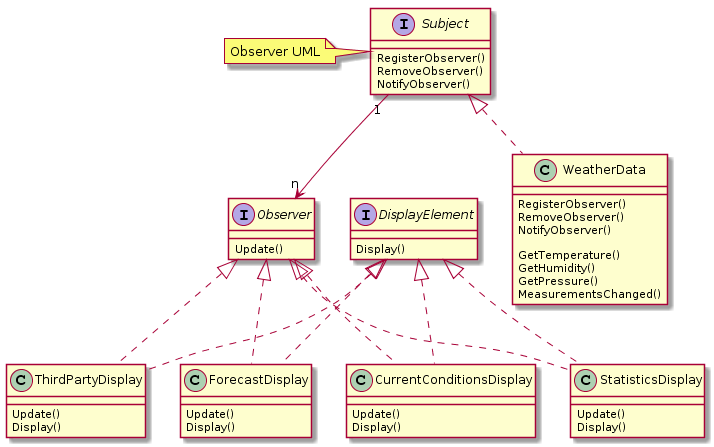 I Subject
Observer UML
RegisterObserver()
RemoveObserver()
NotifyObserver()
1
C WeatherData
RegisterObserver()
RemoveObserver()
NotifyObserver()
GetTemperature()
GetHumidity()
GetPressure()
MeasurementsChanged()
n
I Observer
Update()
I DisplayElement
Display()
C ThirdPartyDisplay
Update()
Display()
C ForecastDisplay
Update()
Display()
C CurrentConditionsDisplay
Update()
Display()
C StatisticsDisplay
Update()
Display()